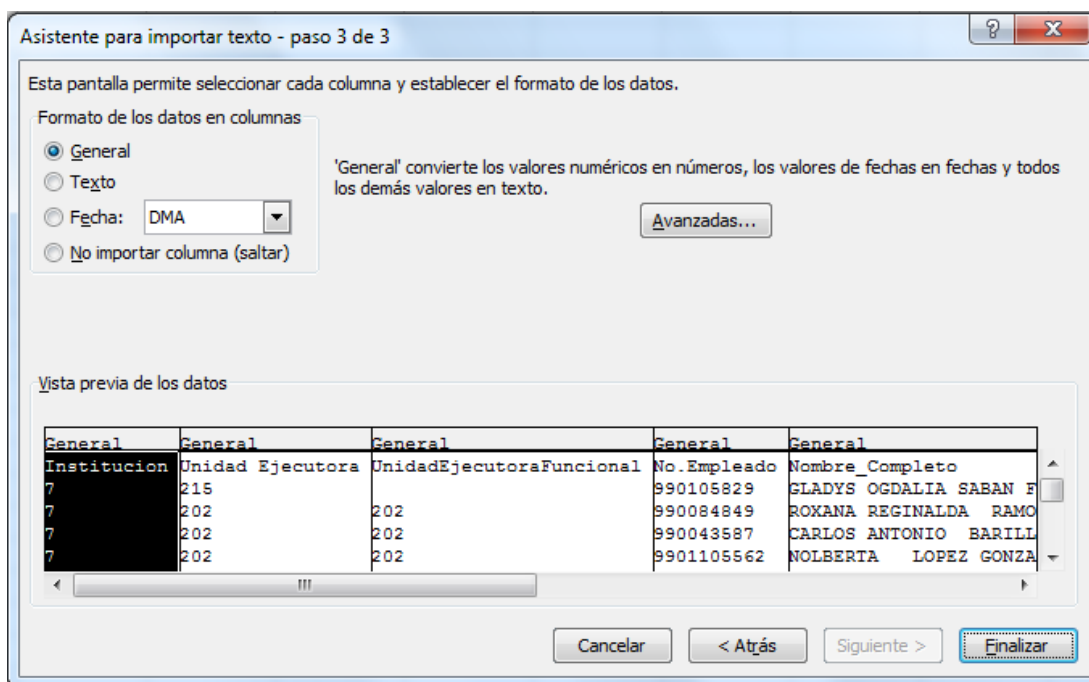 Asistente para importar texto - paso 3 de 3
Esta pantalla permite seleccionar cada columna y establecer el formato de los datos.
Formato de los datos en columnas
General
Texto
Fecha: DMA
No importar columna (saltar)
'General' convierte los valores numéricos en números, los valores de fechas en fechas y todos
los demás valores en texto.
Avanzadas...
Vista previa de los datos
General General General General General
Institucion Unidad Ejecutora UnidadEjecutoraFuncional No.Empleado Nombre_Completo
7 215 990105829 GLADYS OGDALIA SABAN F
7 202 202 990084849 ROXANA REGINALDA RAMO
7 202 202 990043587 CARLOS ANTONIO BARILL
7 202 202 9901105562 NOLBERTA LOPEZ GONZA
Cancelar < Atrás Siguiente > Finalizar